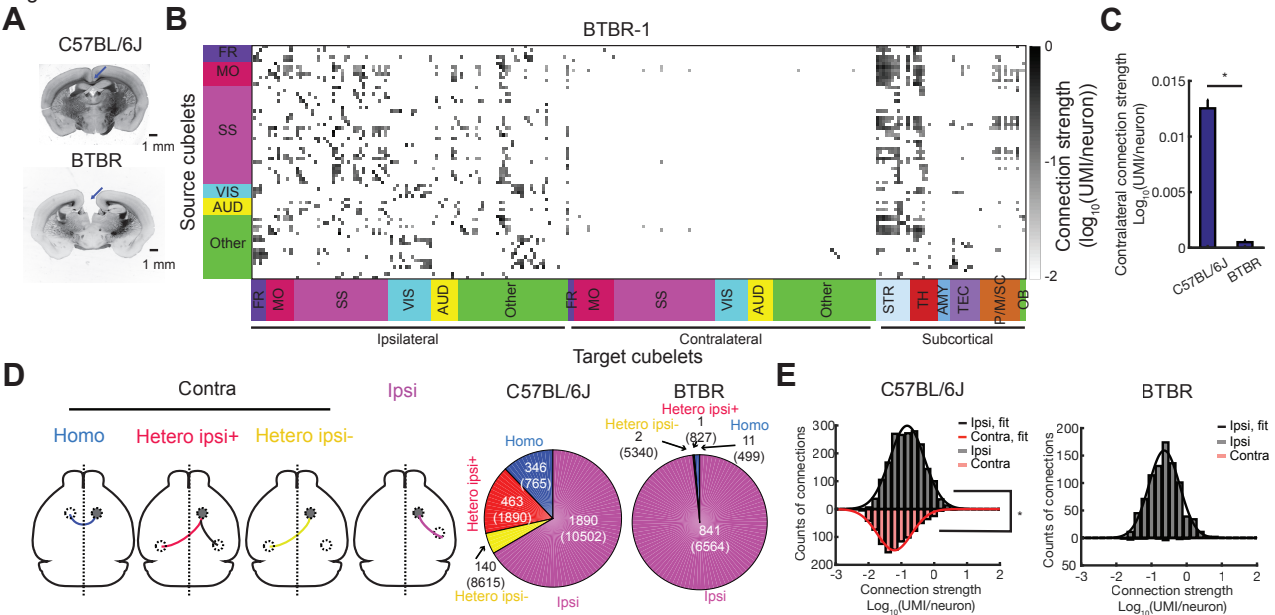 A
C57BL/6J
1 mm
BTBR
1 mm
B
BTBR-1
Source cubelets
FR
MO
SS
VIS
AUD
Other
FR
MO
SS
VIS
AUD
Other
FR
MO
SS
VIS
AUD
Other
STR
TH
AMY
TEC
P/M/SC
OB
Ipsilateral
Contralateral
Subcortical
Target cubelets
0
-1
-2
Connection strength
(log10(UMI/neuron))
C
Contralateral connection strength
Log10(UMI/neuron)
0.015
0.01
0.005
0
*
C57BL/6J
BTBR
D
Contra
Ipsi
Homo
Hetero ipsi+
Hetero ipsi-
C57BL/6J
Homo
346
(765)
Hetero ipsi+
463
(1890)
1890
(10502)
140
(8615)
Hetero ipsi-
Ipsi
BTBR
Hetero ipsi+
1
(827)
Hetero ipsi-
2
(5340)
Homo
11
(499)
841
(6564)
Ipsi
E
C57BL/6J
Counts of connections
300
200
100
0
100
200
-3
-2
-1
0
1
2
Ipsi, fit
Contra, fit
Ipsi
Contra
*
Connection strength
Log10(UMI/neuron)
BTBR
Counts of connections
200
150
100
50
0
50
-3
-2
-1
0
1
2
Ipsi, fit
Ipsi
Contra
Connection strength
Log10(UMI/neuron)